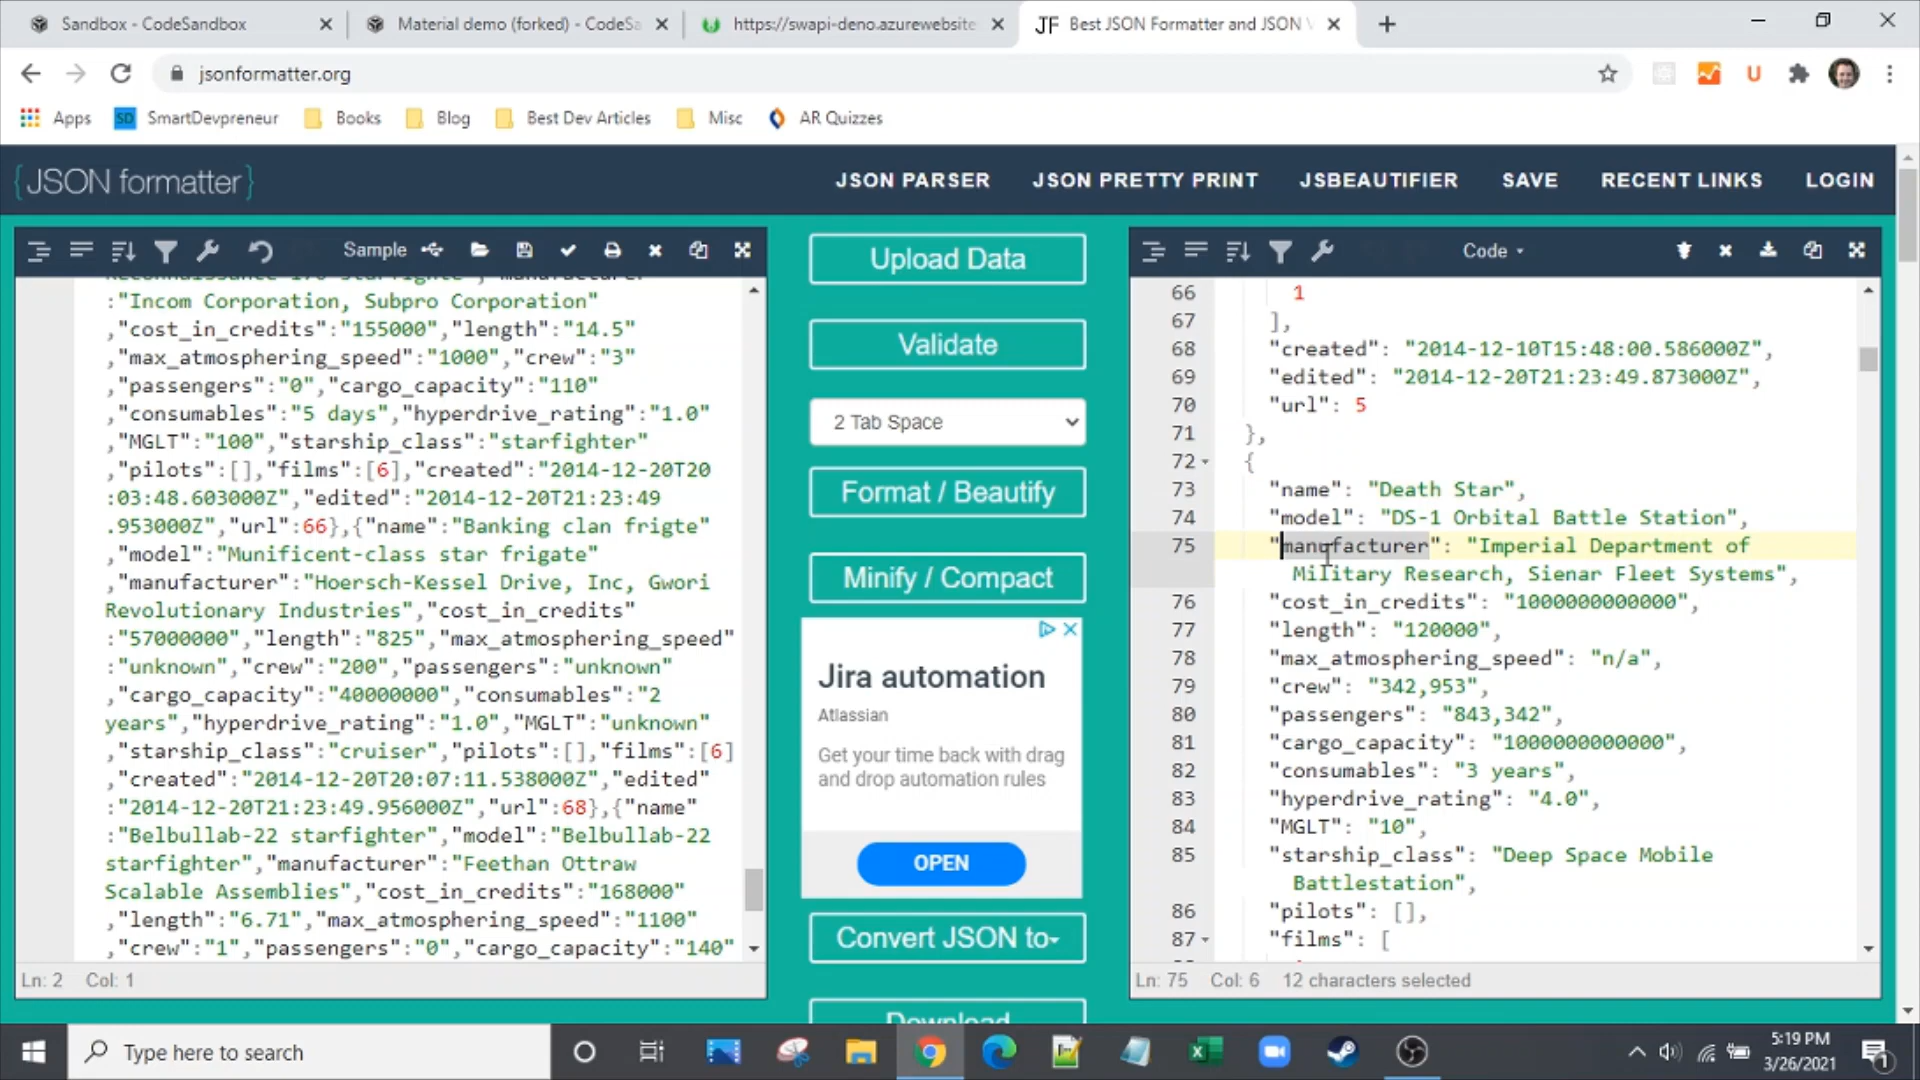 Sandbox - CodeSandbox
Material demo (forked) - CodeSa
https://swapi-deno.azurewebsite
JF Best JSON Formatter and JSON V
jsonformatter.org
U
Apps
SD SmartDevpreneur
Books
Blog
Best Dev Articles
Misc
AR Quizzes
{JSON formatter}
JSON PARSER
JSON PRETTY PRINT
JSBEAUTIFIER
SAVE
RECENT LINKS
LOGIN
Sample
:"Incom Corporation, Subpro Corporation"
,"cost_in_credits":"155000","length":"14.5"
,"max_atmosphering_speed":"1000","crew":"3"
,"passengers":"0","cargo_capacity":"110"
,"consumables":"5 days","hyperdrive_rating":"1.0"
,"MGLT":"100","starship_class":"starfighter"
,"pilots":[],"films":[6],"created":"2014-12-20T20
:03:48.603000Z","edited":"2014-12-20T21:23:49
.953000Z","url":66},{"name":"Banking clan frigte"
,"model":"Munificent-class star frigate"
,"manufacturer":"Hoersch-Kessel Drive, Inc, Gwori
Revolutionary Industries","cost_in_credits"
:"57000000","length":"825","max_atmosphering_speed"
:"unknown","crew":"200","passengers":"unknown"
,"cargo_capacity":"40000000","consumables":"2
years","hyperdrive_rating":"1.0","MGLT":"unknown"
,"starship_class":"cruiser","pilots":[],"films":[6]
,"created":"2014-12-20T20:07:11.538000Z","edited"
:"2014-12-20T21:23:49.956000Z","url":68},{"name"
:"Belbullab-22 starfighter","model":"Belbullab-22
starfighter","manufacturer":"Feethan Ottraw
Scalable Assemblies","cost_in_credits":"168000"
,"length":"6.71","max_atmosphering_speed":"1100"
,"crew":"1","passengers":"0","cargo_capacity":"140"
Ln: 2 Col: 1
Upload Data
Validate
2 Tab Space
Format / Beautify
Minify / Compact
Jira automation
Atlassian
Get your time back with drag
and drop automation rules
OPEN
Convert JSON to
Download
Code
66 1
67 ],
68 "created": "2014-12-10T15:48:00.586000Z",
69 "edited": "2014-12-20T21:23:49.873000Z",
70 "url": 5
71 },
72 {
73 "name": "Death Star",
74 "model": "DS-1 Orbital Battle Station",
75 "manufacturer": "Imperial Department of
Military Research, Sienar Fleet Systems",
76 "cost_in_credits": "1000000000000",
77 "length": "120000",
78 "max_atmosphering_speed": "n/a",
79 "crew": "342,953",
80 "passengers": "843,342",
81 "cargo_capacity": "1000000000000",
82 "consumables": "3 years",
83 "hyperdrive_rating": "4.0",
84 "MGLT": "10",
85 "starship_class": "Deep Space Mobile
Battlestation",
86 "pilots": [],
87 "films": [
Ln: 75 Col: 6 12 characters selected
Type here to search
5:19 PM
3/26/2021
1